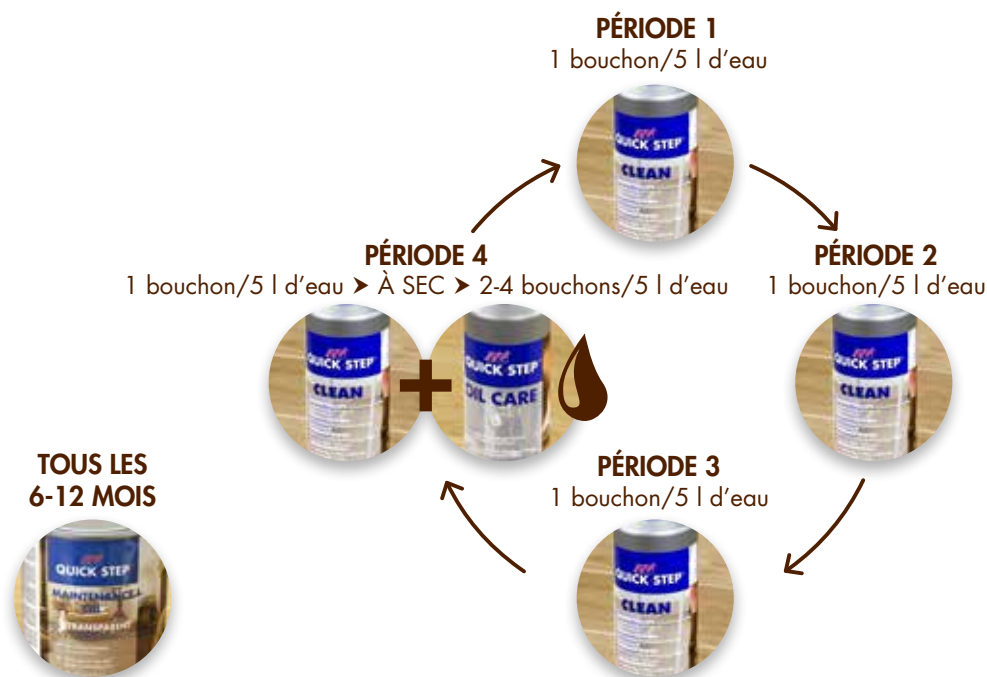 PÉRIODE 1
1 bouchon/5 l d’eau
QUICK STEP
CLEAN
PÉRIODE 4
1 bouchon/5 l d’eau ➤ À SEC ➤ 2-4 bouchons/5 l d’eau
QUICK STEP
CLEAN
+
QUICK STEP
OIL CARE
PÉRIODE 2
1 bouchon/5 l d’eau
QUICK STEP
CLEAN
TOUS LES
6-12 MOIS
QUICK STEP
MAINTENANCE
OIL
TRANSPARENT
PÉRIODE 3
1 bouchon/5 l d’eau
QUICK STEP
CLEAN